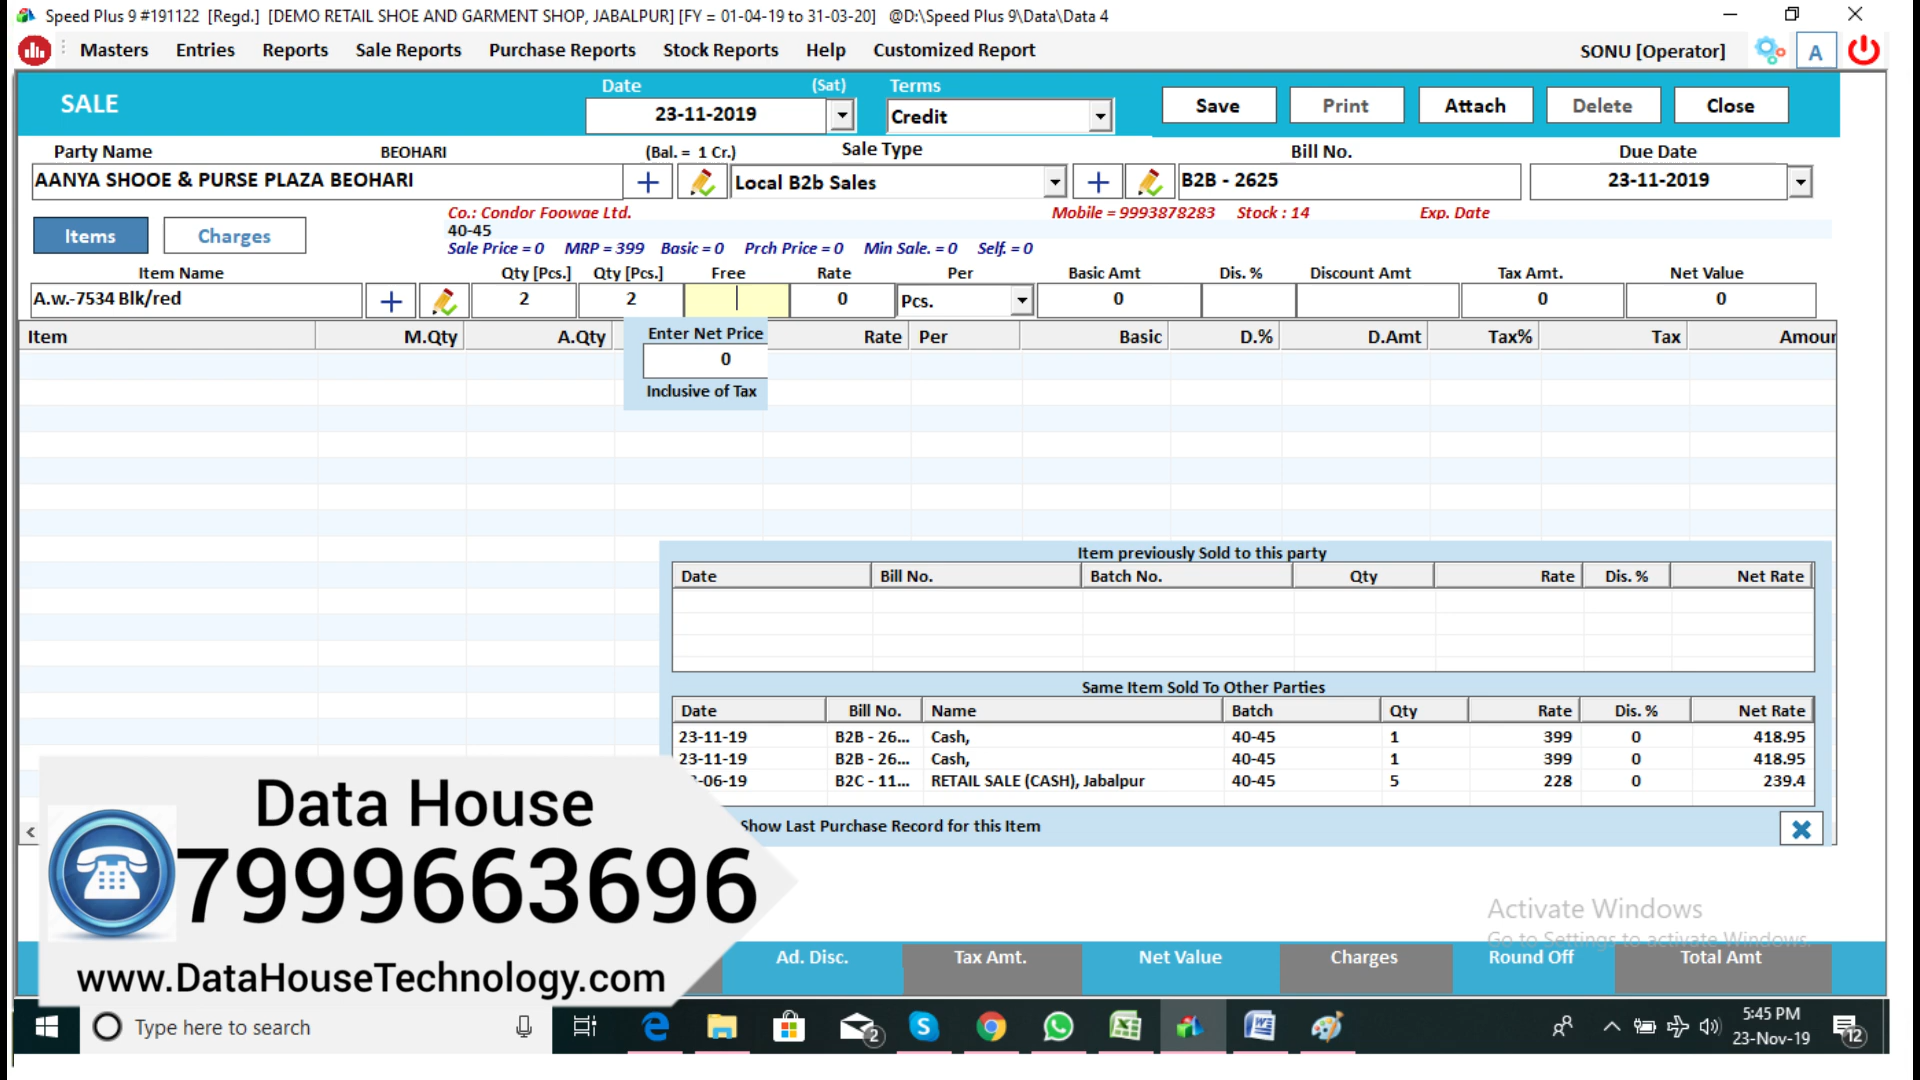 Speed Plus 9 #191122 [Regd.] [DEMO RETAIL SHOE AND GARMENT SHOP, JABALPUR] [FY = 01-04-19 to 31-03-20] @D:\Speed Plus 9\Data\Data 4
Masters Entries Reports Sale Reports Purchase Reports Stock Reports Help Customized Report SONU [Operator] A
SALE Date (Sat) Terms
23-11-2019 Credit Save Print Attach Delete Close
Party Name BEOHARI (Bal. = 1 Cr.) Sale Type Bill No. Due Date
AANYA SHOOE & PURSE PLAZA BEOHARI Local B2b Sales B2B - 2625 23-11-2019
Co.: Condor Foowae Ltd. Mobile = 9993878283 Stock : 14 Exp. Date
Items Charges 40-45
Sale Price = 0 MRP = 399 Basic = 0 Prch Price = 0 Min Sale. = 0 Self. = 0
Item Name Qty [Pcs.] Qty [Pcs.] Free Rate Per Basic Amt Dis. % Discount Amt Tax Amt. Net Value
A.w.-7534 Blk/red 2 2 0 Pcs. 0 0 0
Item M.Qty A.Qty Rate Per Basic D.% D.Amt Tax% Tax Amour
Enter Net Price
0
Inclusive of Tax
Item previously Sold to this party
Date Bill No. Batch No. Qty Rate Dis. % Net Rate
Same Item Sold To Other Parties
Date Bill No. Name Batch Qty Rate Dis. % Net Rate
23-11-19 B2B - 26... Cash, 40-45 1 399 0 418.95
23-11-19 B2B - 26... Cash, 40-45 1 399 0 418.95
-06-19 B2C - 11... RETAIL SALE (CASH), Jabalpur 40-45 5 228 0 239.4
Show Last Purchase Record for this Item
Data House
7999663696
www.DataHouseTechnology.com
Activate Windows
Go to Settings to activate Windows.
Ad. Disc. Tax Amt. Net Value Charges Round Off Total Amt
Type here to search 2 5:45 PM
23-Nov-19 12